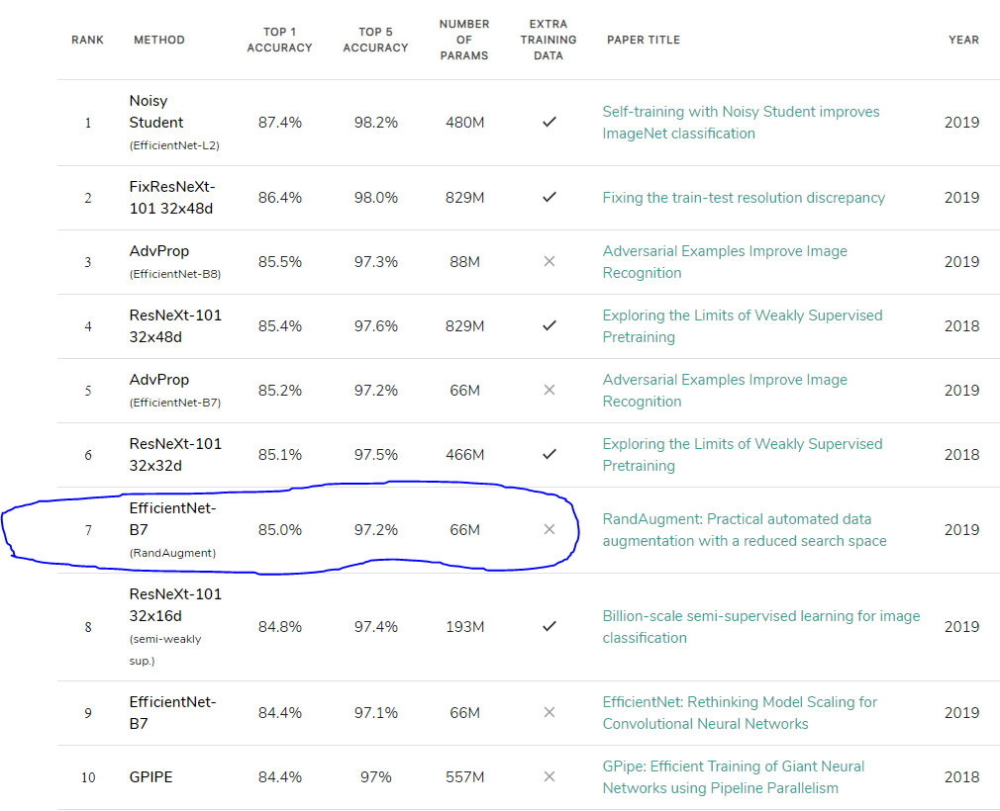 RANK METHOD TOP 1 ACCURACY TOP 5 ACCURACY NUMBER OF PARAMS EXTRA TRAINING DATA PAPER TITLE YEAR
1 Noisy Student (EfficientNet-L2) 87.4% 98.2% 480M ✓ Self-training with Noisy Student improves ImageNet classification 2019
2 FixResNeXt-101 32x48d 86.4% 98.0% 829M ✓ Fixing the train-test resolution discrepancy 2019
3 AdvProp (EfficientNet-B8) 85.5% 97.3% 88M × Adversarial Examples Improve Image Recognition 2019
4 ResNeXt-101 32x48d 85.4% 97.6% 829M ✓ Exploring the Limits of Weakly Supervised Pretraining 2018
5 AdvProp (EfficientNet-B7) 85.2% 97.2% 66M × Adversarial Examples Improve Image Recognition 2019
6 ResNeXt-101 32x32d 85.1% 97.5% 466M ✓ Exploring the Limits of Weakly Supervised Pretraining 2018
7 EfficientNet-B7 (RandAugment) 85.0% 97.2% 66M × RandAugment: Practical automated data augmentation with a reduced search space 2019
8 ResNeXt-101 32x16d (semi-weakly sup.) 84.8% 97.4% 193M ✓ Billion-scale semi-supervised learning for image classification 2019
9 EfficientNet-B7 84.4% 97.1% 66M × EfficientNet: Rethinking Model Scaling for Convolutional Neural Networks 2019
10 GPIPE 84.4% 97% 557M × GPipe: Efficient Training of Giant Neural Networks using Pipeline Parallelism 2018